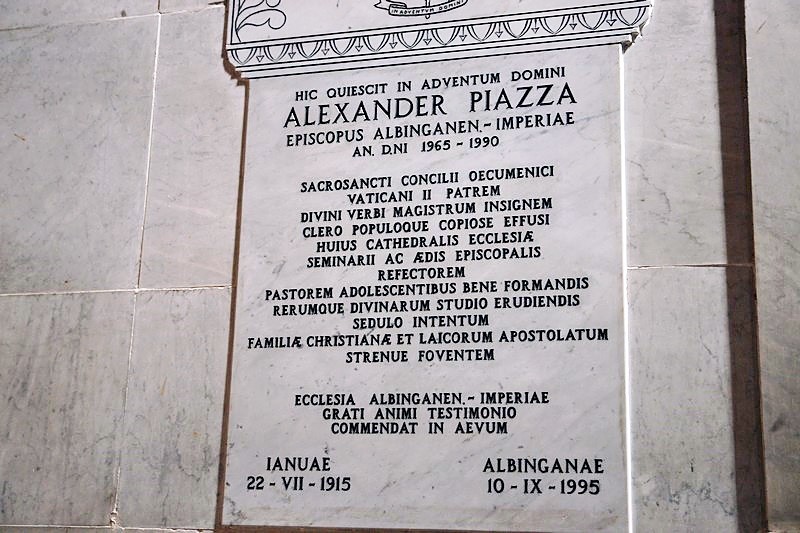 IN ADVENTUM DOMINI
HIC QUIESCIT IN ADVENTUM DOMINI
ALEXANDER PIAZZA
EPISCOPUS ALBINGANEN.- IMPERIAE
AN. D.NI 1965 - 1990
SACROSANCTI CONCILII OECUMENICI
VATICANI II PATREM
DIVINI VERBI MAGISTRUM INSIGNEM
CLERO POPULOQUE COPIOSE EFFUSI
HUIUS CATHEDRALIS ECCLESIÆ
SEMINARII AC ÆDIS EPISCOPALIS
REFECTOREM
PASTOREM ADOLESCENTIBUS BENE FORMANDIS
RERUMQUE DIVINARUM STUDIO ERUDIENDIS
SEDULO INTENTUM
FAMILIÆ CHRISTIANÆ ET LAICORUM APOSTOLATUM
STRENUE FOVENTEM
ECCLESIA ALBINGANEN.- IMPERIAE
GRATI ANIMI TESTIMONIO
COMMENDAT IN AEVUM
IANUAE
22 - VII - 1915
ALBINGANAE
10 - IX - 1995